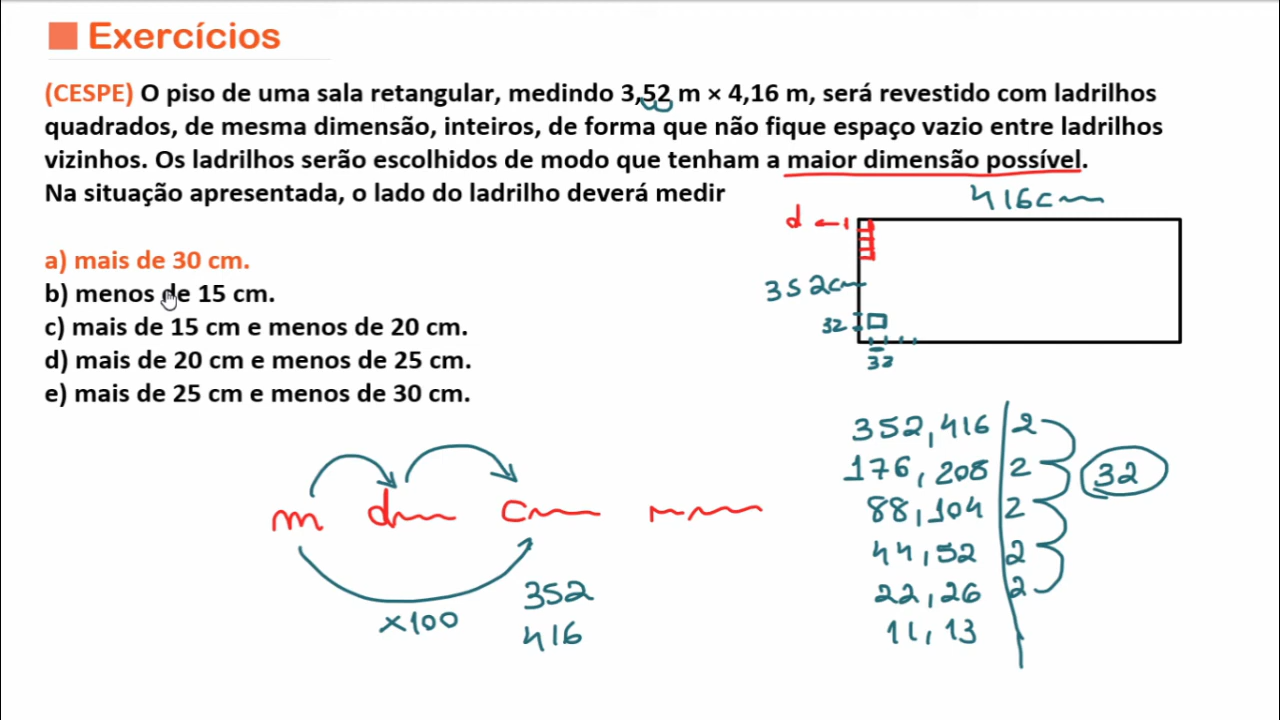 Exercícios
(CESPE) O piso de uma sala retangular, medindo 3,52 m × 4,16 m, será revestido com ladrilhos
quadrados, de mesma dimensão, inteiros, de forma que não fique espaço vazio entre ladrilhos
vizinhos. Os ladrilhos serão escolhidos de modo que tenham a maior dimensão possível.
Na situação apresentada, o lado do ladrilho deverá medir
a) mais de 30 cm.
b) menos de 15 cm.
c) mais de 15 cm e menos de 20 cm.
d) mais de 20 cm e menos de 25 cm.
e) mais de 25 cm e menos de 30 cm.
416cm
d
352cm
32
32
352,416 2
176,208 2
88,104 2
44,52 2
22,26 2
11,13
32
m dm cm mm
×100
352
416